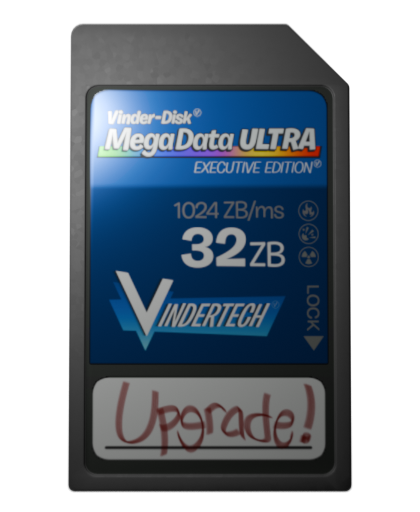 Vinder-Disk®
MegaData ULTRA
EXECUTIVE EDITION®
1024 ZB/ms
32ZB
LOCK
VINDERTECH
Upgrade!